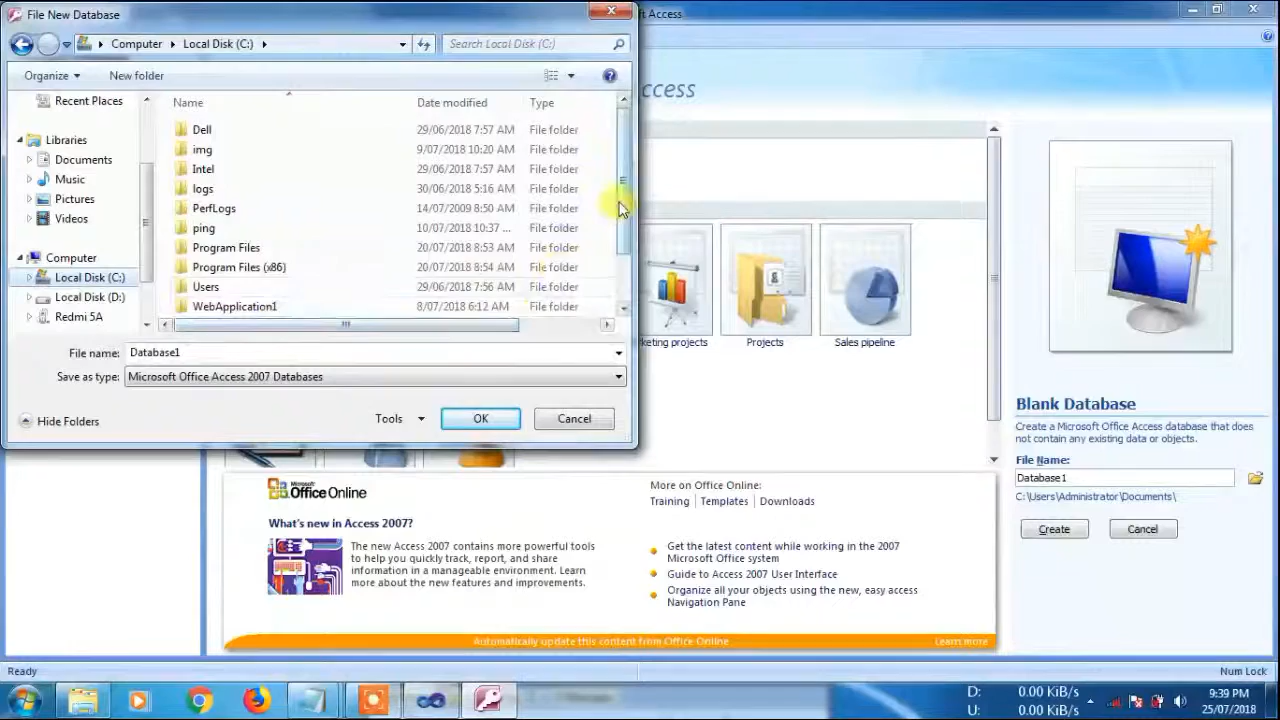 File New Database
t Access
Computer Local Disk (C:) Search Local Disk (C:)
Organize New folder
ccess
Recent Places
Libraries
Documents
Music
Pictures
Videos
Computer
Local Disk (C:)
Local Disk (D:)
Redmi 5A
Name Date modified Type
Dell 29/06/2018 7:57 AM File folder
img 9/07/2018 10:20 AM File folder
Intel 29/06/2018 7:57 AM File folder
logs 30/06/2018 5:16 AM File folder
PerfLogs 14/07/2009 8:50 AM File folder
ping 10/07/2018 10:37 ... File folder
Program Files 20/07/2018 8:53 AM File folder
Program Files (x86) 20/07/2018 8:54 AM File folder
Users 29/06/2018 7:56 AM File folder
WebApplication1 8/07/2018 6:12 AM File folder
File name: Database1
Save as type: Microsoft Office Access 2007 Databases
Hide Folders Tools OK Cancel
keting projects Projects Sales pipeline
Blank Database
Create a Microsoft Office Access database that does
not contain any existing data or objects.
File Name:
Database1
C:\Users\Administrator\Documents\
Create Cancel
Microsoft
Office Online
What's new in Access 2007?
The new Access 2007 contains more powerful tools
to help you quickly track, report, and share
information in a manageable environment. Learn
more about the new features and improvements.
More on Office Online:
Training | Templates | Downloads
Get the latest content while working in the 2007
Microsoft Office system
Guide to Access 2007 User Interface
Organize all your objects using the new, easy access
Navigation Pane
Automatically update this content from Office Online Learn more
Ready Num Lock
D: 0.00 KiB/s
U: 0.00 KiB/s
9:39 PM
25/07/2018